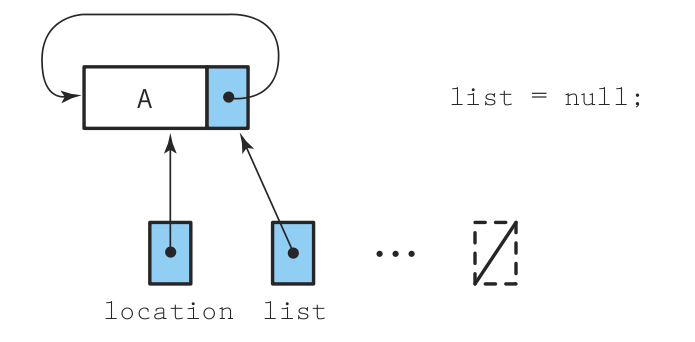 A
list = null;
...
location list